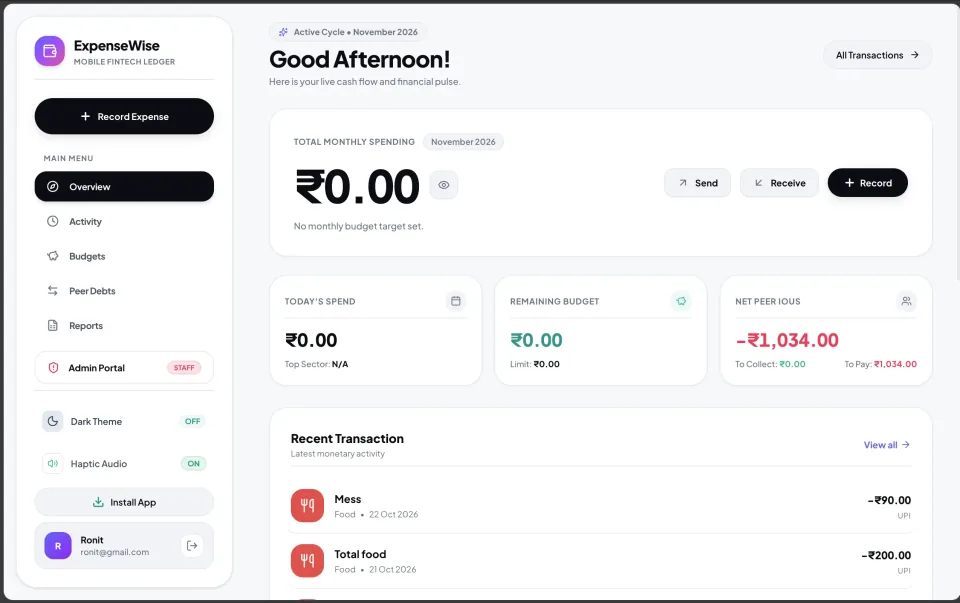 ExpenseWise
MOBILE FINTECH LEDGER
+ Record Expense
MAIN MENU
Overview
Activity
Budgets
Peer Debts
Reports
Admin Portal STAFF
Dark Theme OFF
Haptic Audio ON
Install App
R
Ronit
ronit@gmail.com
Active Cycle • November 2026
Good Afternoon!
Here is your live cash flow and financial pulse.
All Transactions →
TOTAL MONTHLY SPENDING November 2026
₹0.00
No monthly budget target set.
Send
Receive
+ Record
TODAY'S SPEND
₹0.00
Top Sector: N/A
REMAINING BUDGET
₹0.00
Limit: ₹0.00
NET PEER IOUS
-₹1,034.00
To Collect: ₹0.00 To Pay: ₹1,034.00
Recent Transaction
Latest monetary activity
View all →
Mess
Food • 22 Oct 2026
-₹90.00
UPI
Total food
Food • 21 Oct 2026
-₹200.00
UPI